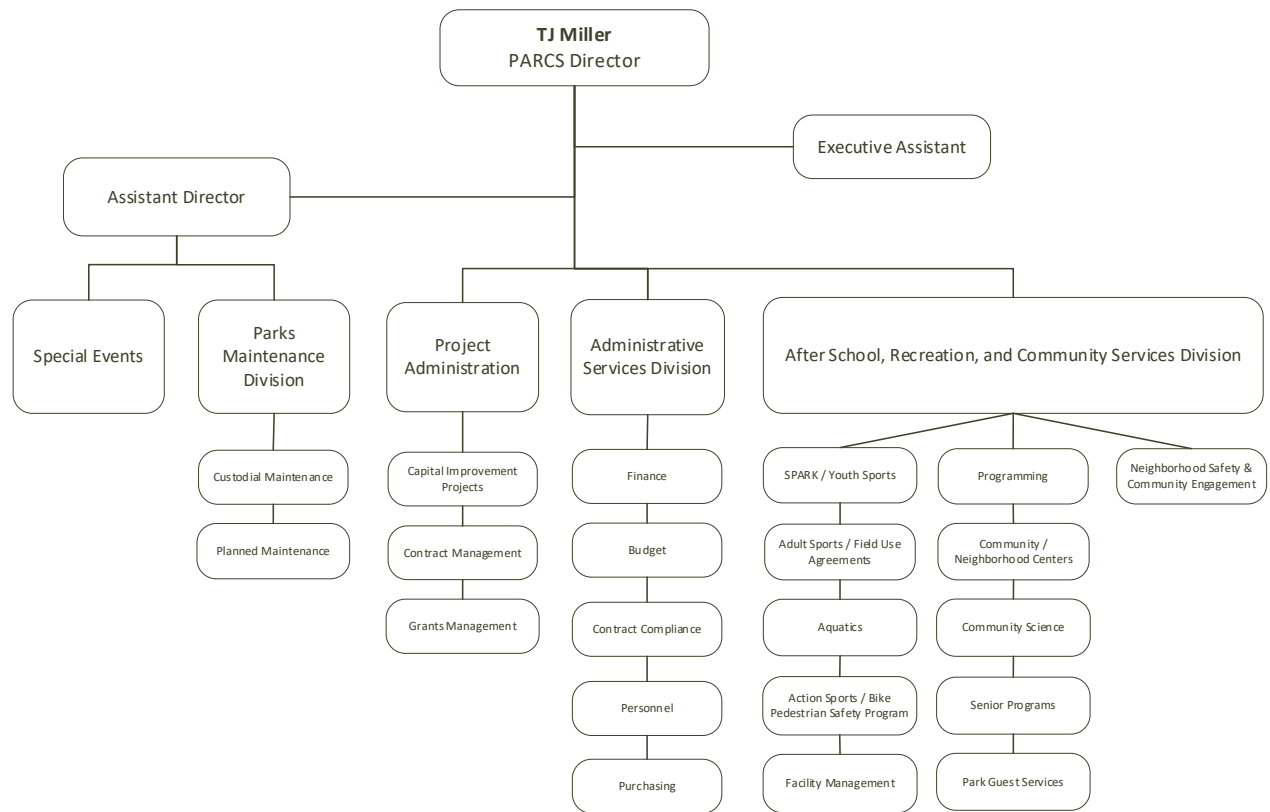 TJ Miller
PARCS Director
Executive Assistant
Assistant Director
Special Events
Parks
Maintenance
Division
Project
Administration
Administrative
Services Division
After School, Recreation, and Community Services Division
Custodial Maintenance
Planned Maintenance
Capital Improvement
Projects
Contract Management
Grants Management
Finance
Budget
Contract Compliance
Personnel
Purchasing
SPARK / Youth Sports
Adult Sports / Field Use
Agreements
Aquatics
Action Sports / Bike
Pedestrian Safety Program
Facility Management
Programming
Community /
Neighborhood Centers
Community Science
Senior Programs
Park Guest Services
Neighborhood Safety &
Community Engagement